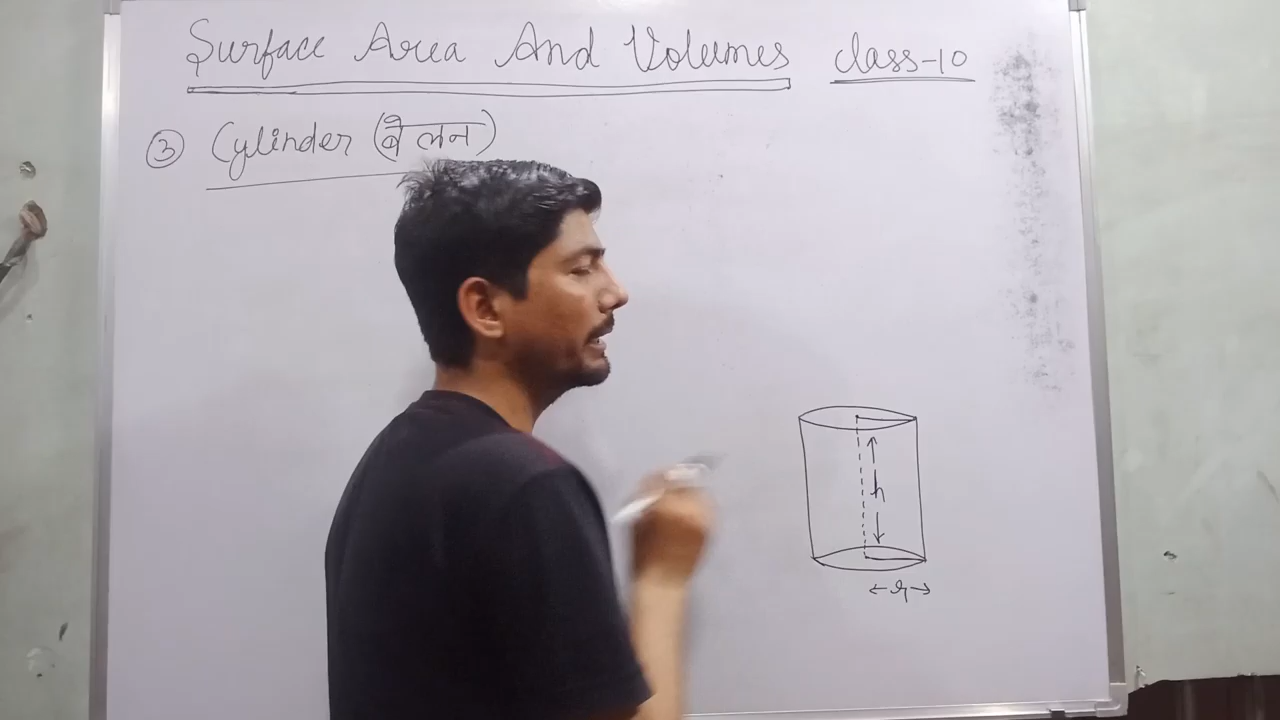 Surface Area And Volumes class-10
③ Cylinder (बेलन)
h
r